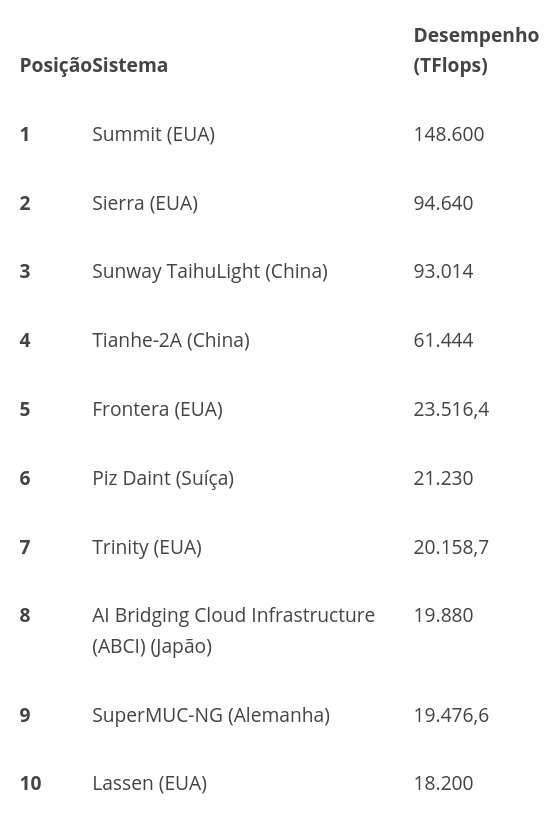 Desempenho
PosiçãoSistema (TFlops)
1 Summit (EUA) 148.600
2 Sierra (EUA) 94.640
3 Sunway TaihuLight (China) 93.014
4 Tianhe-2A (China) 61.444
5 Frontera (EUA) 23.516,4
6 Piz Daint (Suíça) 21.230
7 Trinity (EUA) 20.158,7
8 AI Bridging Cloud Infrastructure 19.880
(ABCI) (Japão)
9 SuperMUC-NG (Alemanha) 19.476,6
10 Lassen (EUA) 18.200